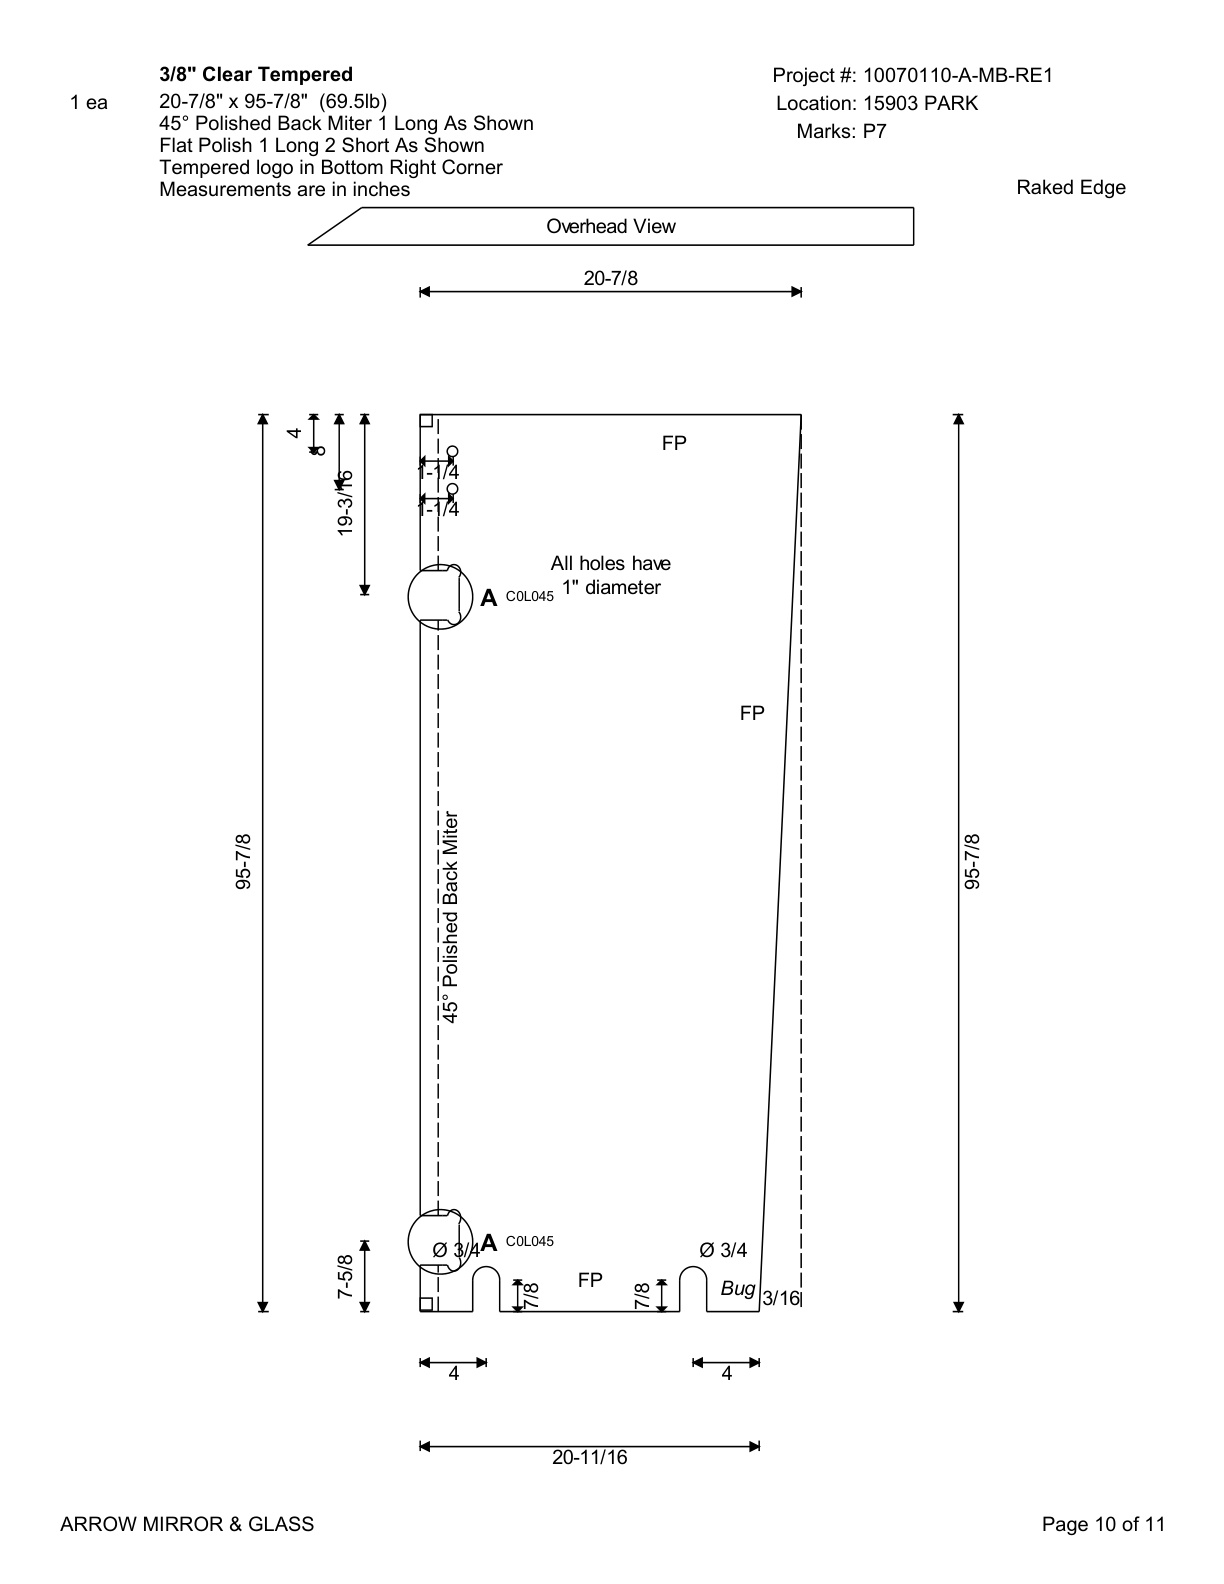 3/8" Clear Tempered
1 ea
20-7/8" x 95-7/8" (69.5lb)
45° Polished Back Miter 1 Long As Shown
Flat Polish 1 Long 2 Short As Shown
Tempered logo in Bottom Right Corner
Measurements are in inches
Project #: 10070110-A-MB-RE1
Location: 15903 PARK
Marks: P7
Raked Edge
Overhead View
20-7/8
4
8
19-3/16
1-1/4
1-1/4
FP
All holes have
1" diameter
A C0L045
FP
95-7/8
45° Polished Back Miter
95-7/8
A C0L045
Ø 3/4
Ø 3/4
7-5/8
7/8
FP
7/8
Bug
3/16
4
4
20-11/16
ARROW MIRROR & GLASS
Page 10 of 11